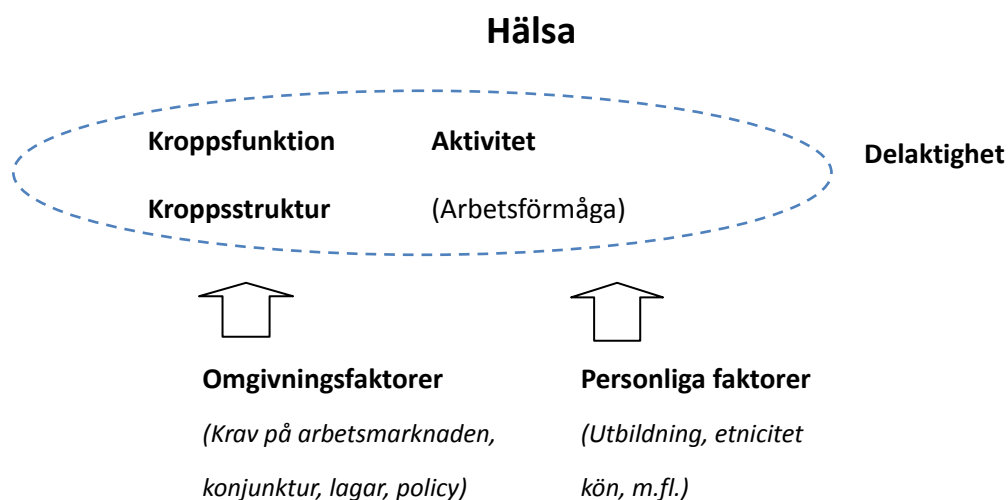 Hälsa
Kroppsfunktion Aktivitet
Delaktighet
Kroppsstruktur (Arbetsförmåga)
Omgivningsfaktorer Personliga faktorer
(Krav på arbetsmarknaden, (Utbildning, etnicitet
konjunktur, lagar, policy) kön, m.fl.)